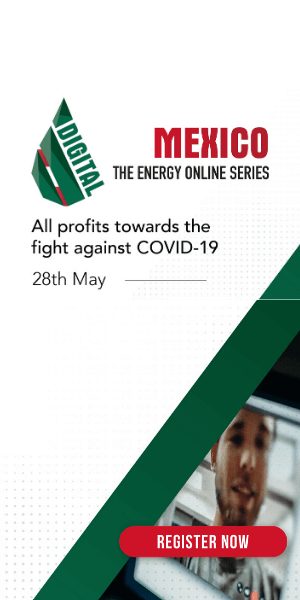 DIGITAL
MEXICO
THE ENERGY ONLINE SERIES
All profits towards the
fight against COVID-19
28th May
REGISTER NOW